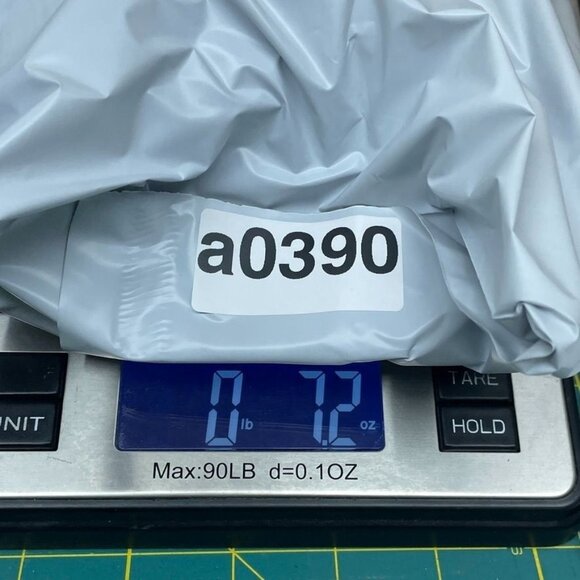 a0390
0 lb 7.2 oz
TARE
UNIT
HOLD
Max:90LB d=0.1OZ